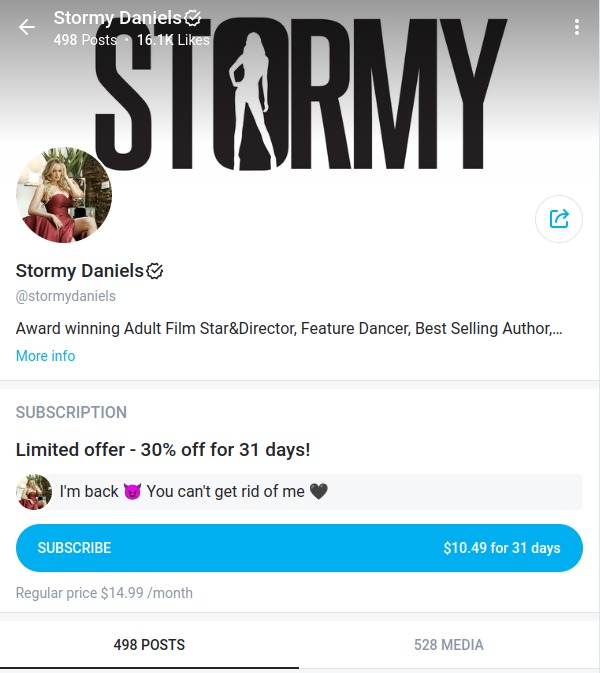 Stormy Daniels
498 Posts • 16.1K Likes
STORMY
Stormy Daniels
@stormydaniels
Award winning Adult Film Star&Director, Feature Dancer, Best Selling Author,...
More info
SUBSCRIPTION
Limited offer - 30% off for 31 days!
I'm back 😈 You can't get rid of me 🖤
SUBSCRIBE $10.49 for 31 days
Regular price $14.99 /month
498 POSTS 528 MEDIA